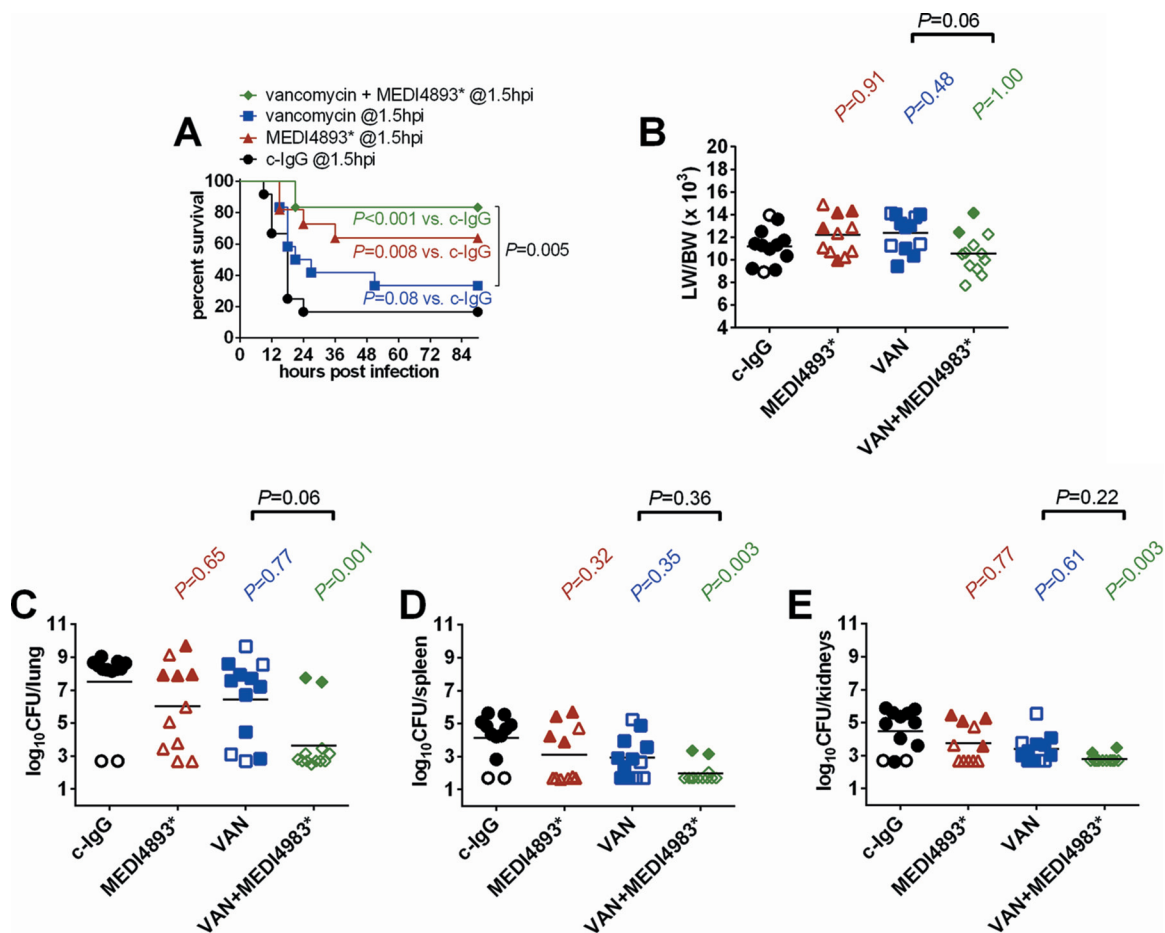 A
vancomycin + MEDI4893* @1.5hpi
vancomycin @1.5hpi
MEDI4893* @1.5hpi
c-IgG @1.5hpi
percent survival
100
80
60
40
20
0
P<0.001 vs. c-IgG
P=0.008 vs. c-IgG
P=0.08 vs. c-IgG
P=0.005
0 12 24 36 48 60 72 84
hours post infection
B
P=0.06
P=0.91
P=0.48
P=1.00
LW/BW (x 10³)
20
18
16
14
12
10
8
6
4
c-IgG
MEDI4893*
VAN
VAN+MEDI4983*
C
P=0.06
P=0.65
P=0.77
P=0.001
log₁₀CFU/lung
11
9
7
5
3
1
c-IgG
MEDI4893*
VAN
VAN+MEDI4983*
D
P=0.36
P=0.32
P=0.35
P=0.003
log₁₀CFU/spleen
11
9
7
5
3
1
c-IgG
MEDI4893*
VAN
VAN+MEDI4983*
E
P=0.22
P=0.77
P=0.61
P=0.003
log₁₀CFU/kidneys
11
9
7
5
3
1
c-IgG
MEDI4893*
VAN
VAN+MEDI4983*